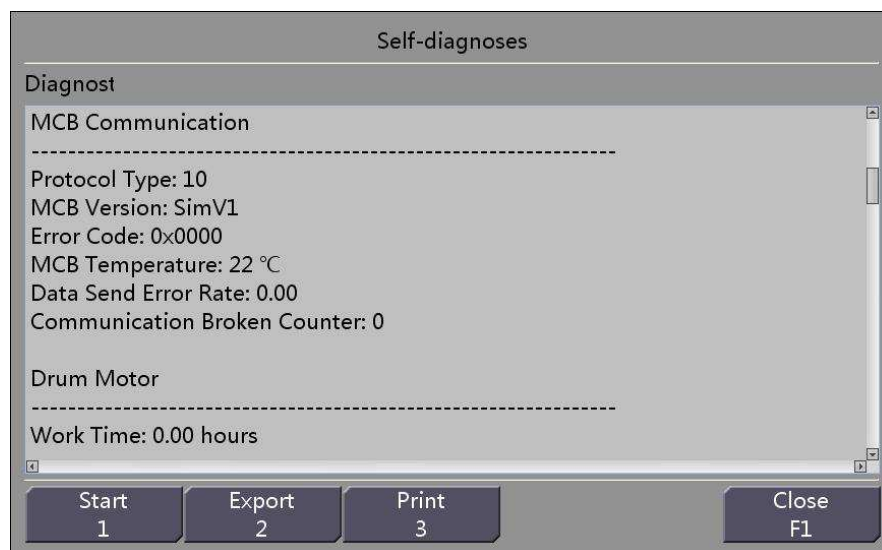 Self-diagnoses
Diagnost
MCB Communication
----------------------------------------------------------------
Protocol Type: 10
MCB Version: SimV1
Error Code: 0x0000
MCB Temperature: 22 ℃
Data Send Error Rate: 0.00
Communication Broken Counter: 0
Drum Motor
----------------------------------------------------------------
Work Time: 0.00 hours
Start Export Print Close
1 2 3 F1